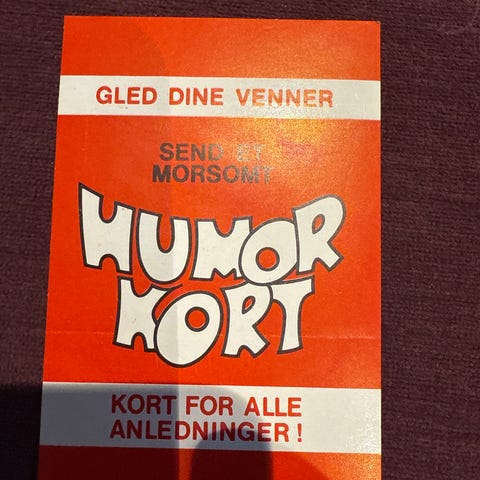 GLED DINE VENNER
SEND ET
MORSOMT
HUMOR
KORT
KORT FOR ALLE
ANLEDNINGER!